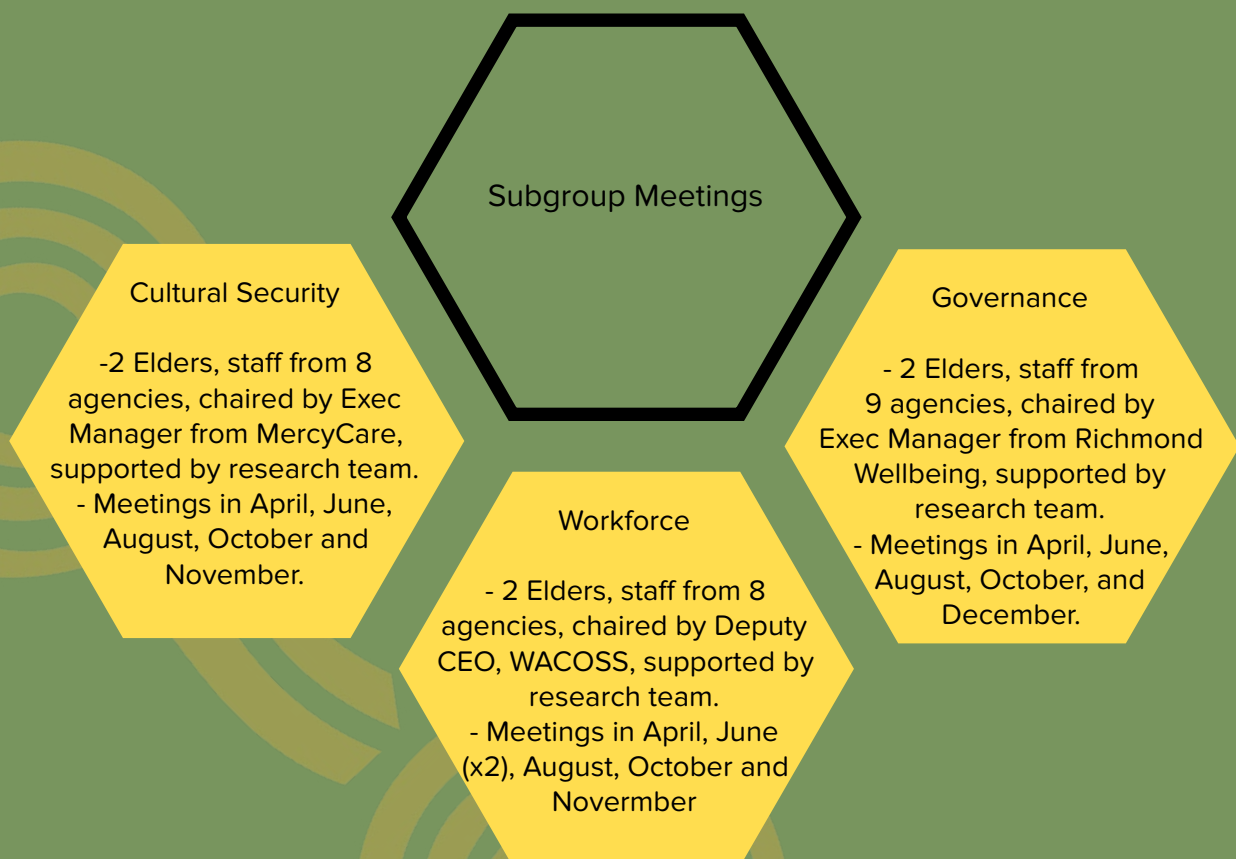 Subgroup Meetings
Cultural Security
-2 Elders, staff from 8
agencies, chaired by Exec
Manager from MercyCare,
supported by research team.
- Meetings in April, June,
August, October and
November.
Workforce
- 2 Elders, staff from 8
agencies, chaired by Deputy
CEO, WACOSS, supported by
research team.
- Meetings in April, June
(x2), August, October and
Novermber
Governance
- 2 Elders, staff from
9 agencies, chaired by
Exec Manager from Richmond
Wellbeing, supported by
research team.
- Meetings in April, June,
August, October, and
December.